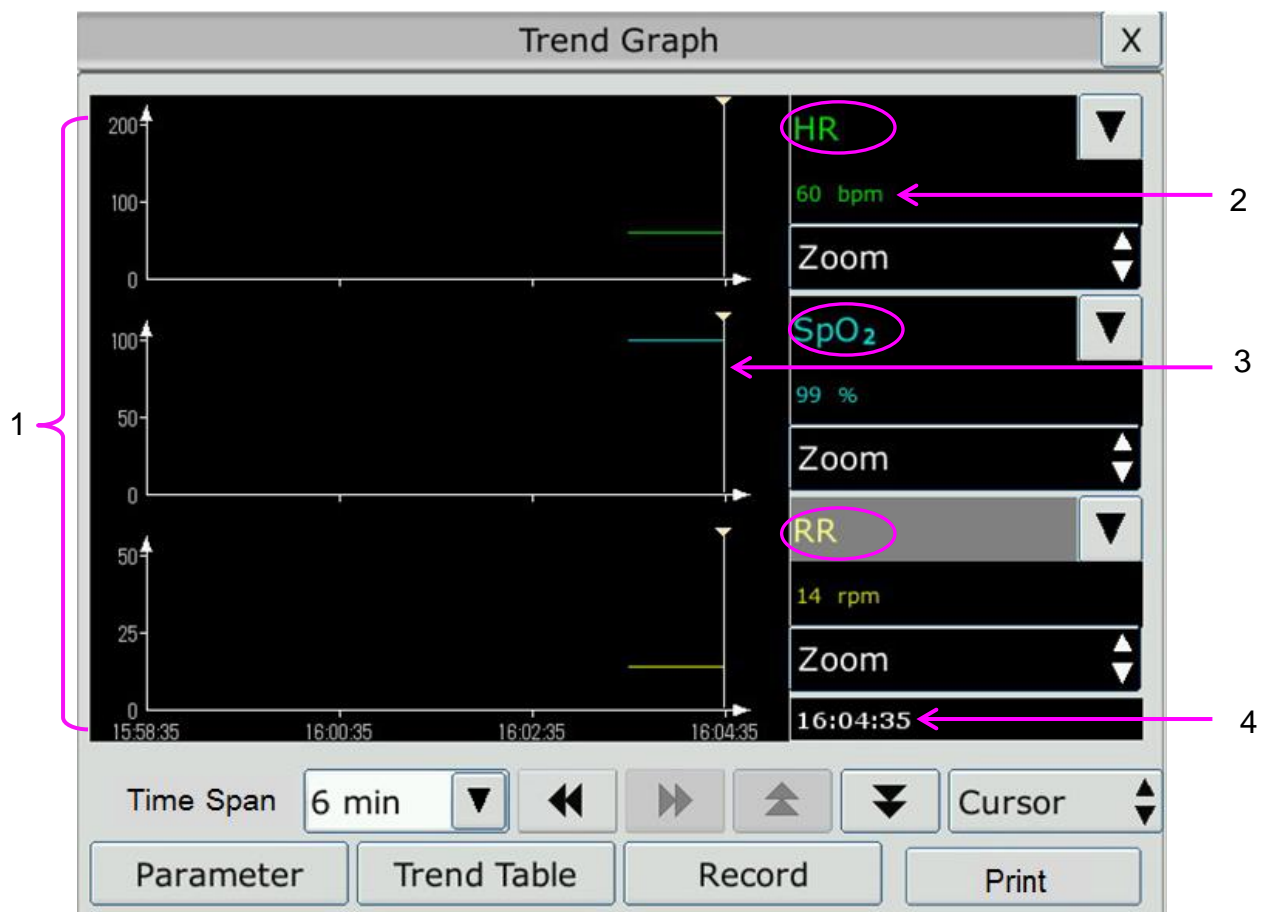 Trend Graph X
200
100
0
HR
60 bpm
Zoom
2
100
50
0
SpO₂
99 %
Zoom
3
1
50
25
0
RR
14 rpm
Zoom
15:58:35 16:00:35 16:02:35 16:04:35
16:04:35
4
Time Span 6 min Cursor
Parameter Trend Table Record Print